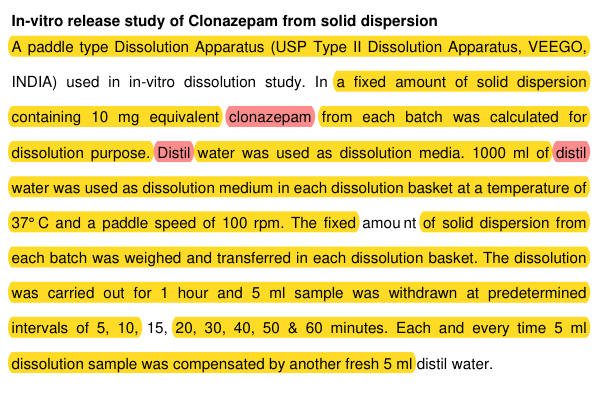 In-vitro release study of Clonazepam from solid dispersion
A paddle type Dissolution Apparatus (USP Type II Dissolution Apparatus, VEEGO,
INDIA) used in in-vitro dissolution study. In a fixed amount of solid dispersion
containing 10 mg equivalent clonazepam from each batch was calculated for
dissolution purpose. Distil water was used as dissolution media. 1000 ml of distil
water was used as dissolution medium in each dissolution basket at a temperature of
37° C and a paddle speed of 100 rpm. The fixed amount of solid dispersion from
each batch was weighed and transferred in each dissolution basket. The dissolution
was carried out for 1 hour and 5 ml sample was withdrawn at predetermined
intervals of 5, 10, 15, 20, 30, 40, 50 & 60 minutes. Each and every time 5 ml
dissolution sample was compensated by another fresh 5 ml distil water.